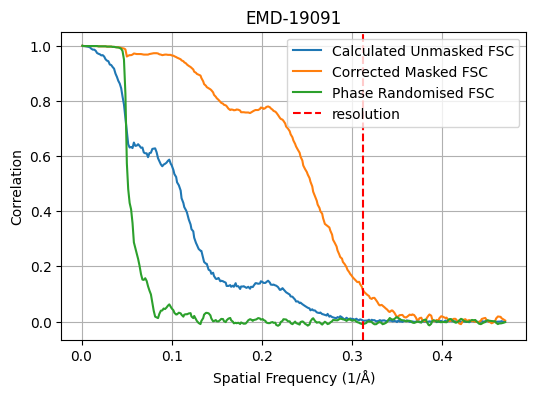 EMD-19091
Calculated Unmasked FSC
Corrected Masked FSC
Phase Randomised FSC
resolution
1.0
0.8
0.6
0.4
0.2
0.0
Correlation
0.0 0.1 0.2 0.3 0.4
Spatial Frequency (1/Å)